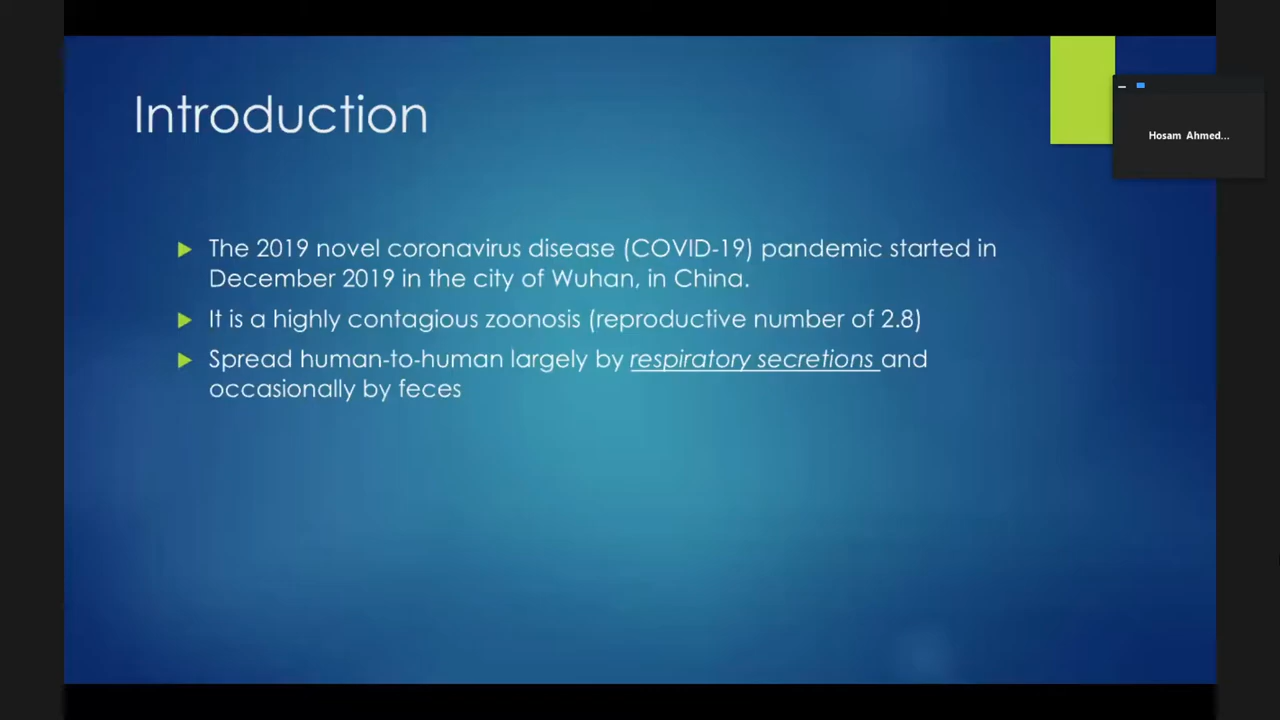 Introduction
Hosam Ahmed...
The 2019 novel coronavirus disease (COVID-19) pandemic started in
December 2019 in the city of Wuhan, in China.
It is a highly contagious zoonosis (reproductive number of 2.8)
Spread human-to-human largely by respiratory secretions and
occasionally by feces